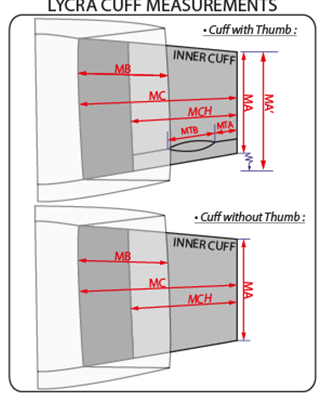 LYCRA CUFF MEASUREMENTS
• Cuff with Thumb :
INNER CUFF
MB
MC
MCH
MTA
MTB
MA
MA'
• Cuff without Thumb :
INNER CUFF
MB
MC
MCH
MA